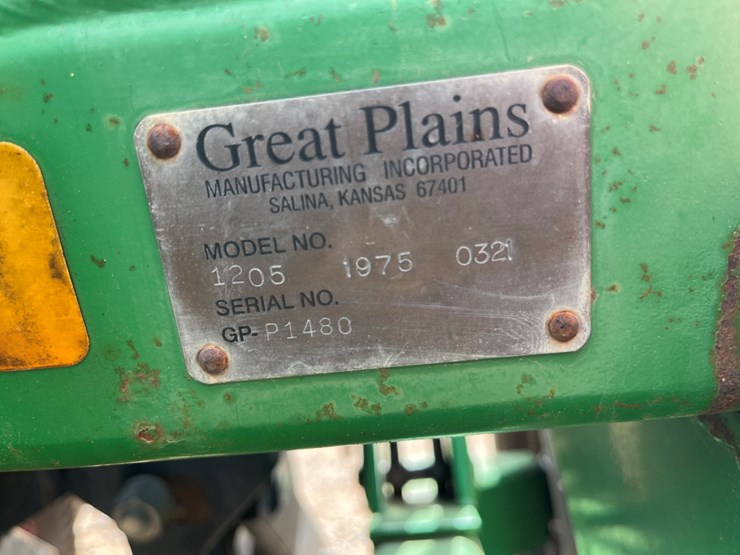 Great Plains
MANUFACTURING INCORPORATED
SALINA, KANSAS 67401
MODEL NO.
1205 1975 0321
SERIAL NO.
GP-P1480